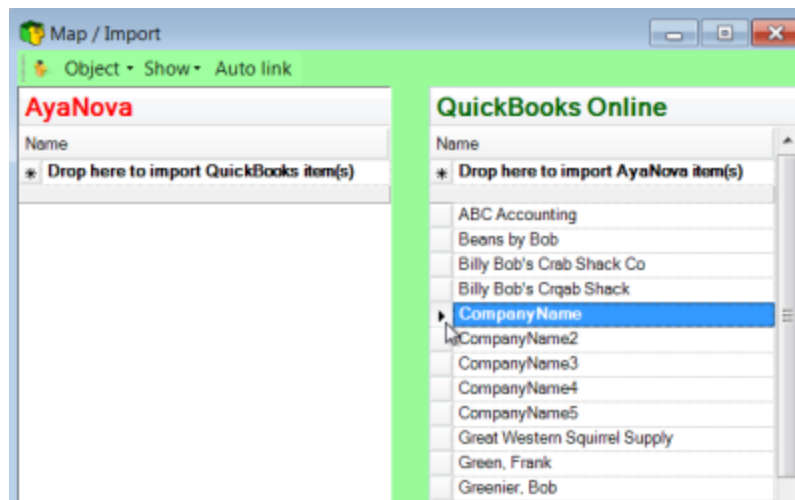 Map / Import
Object Show Auto link
AyaNova
Name
Drop here to import QuickBooks item(s)
QuickBooks Online
Name
Drop here to import AyaNova item(s)
ABC Accounting
Beans by Bob
Billy Bob's Crab Shack Co
Billy Bob's Crqab Shack
CompanyName
CompanyName2
CompanyName3
CompanyName4
CompanyName5
Great Western Squirrel Supply
Green, Frank
Greenier, Bob